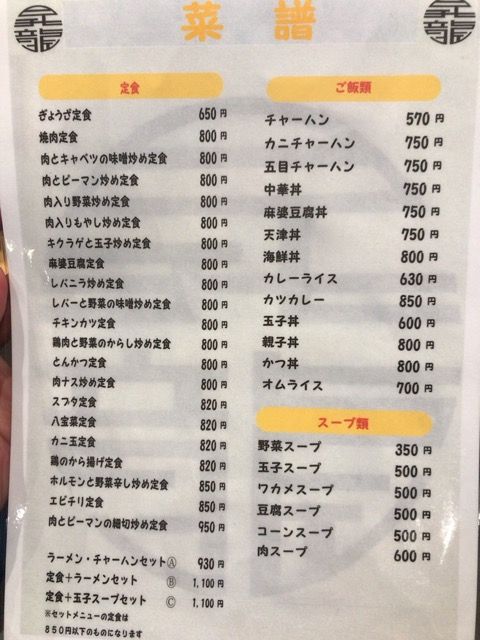 菜譜
定食
ぎょうざ定食 650円
焼肉定食 800円
肉とキャベツの味噌炒め定食 800円
肉とピーマン炒め定食 800円
肉入り野菜炒め定食 800円
肉入りもやし炒め定食 800円
キクラゲと玉子炒め定食 800円
麻婆豆腐定食 800円
レバニラ炒め定食 800円
レバーと野菜の味噌炒め定食 800円
チキンカツ定食 800円
鶏肉と野菜のからし炒め定食 800円
とんかつ定食 800円
肉ナス炒め定食 800円
スブタ定食 820円
八宝菜定食 820円
カニ玉定食 820円
鶏のから揚げ定食 820円
ホルモンと野菜辛し炒め定食 850円
エビチリ定食 850円
肉とピーマンの細切炒め定食 950円
ラーメン・チャーハンセットⒶ 930円
定食+ラーメンセット Ⓑ 1,100円
定食+玉子スープセット Ⓒ 1,100円
※セットメニューの定食は
850円以下のものになります
ご飯類
チャーハン 570円
カニチャーハン 750円
五目チャーハン 750円
中華丼 750円
麻婆豆腐丼 750円
天津丼 750円
海鮮丼 800円
カレーライス 630円
カツカレー 850円
玉子丼 600円
親子丼 800円
かつ丼 800円
オムライス 700円
スープ類
野菜スープ 350円
玉子スープ 500円
ワカメスープ 500円
豆腐スープ 500円
コーンスープ 500円
肉スープ 600円